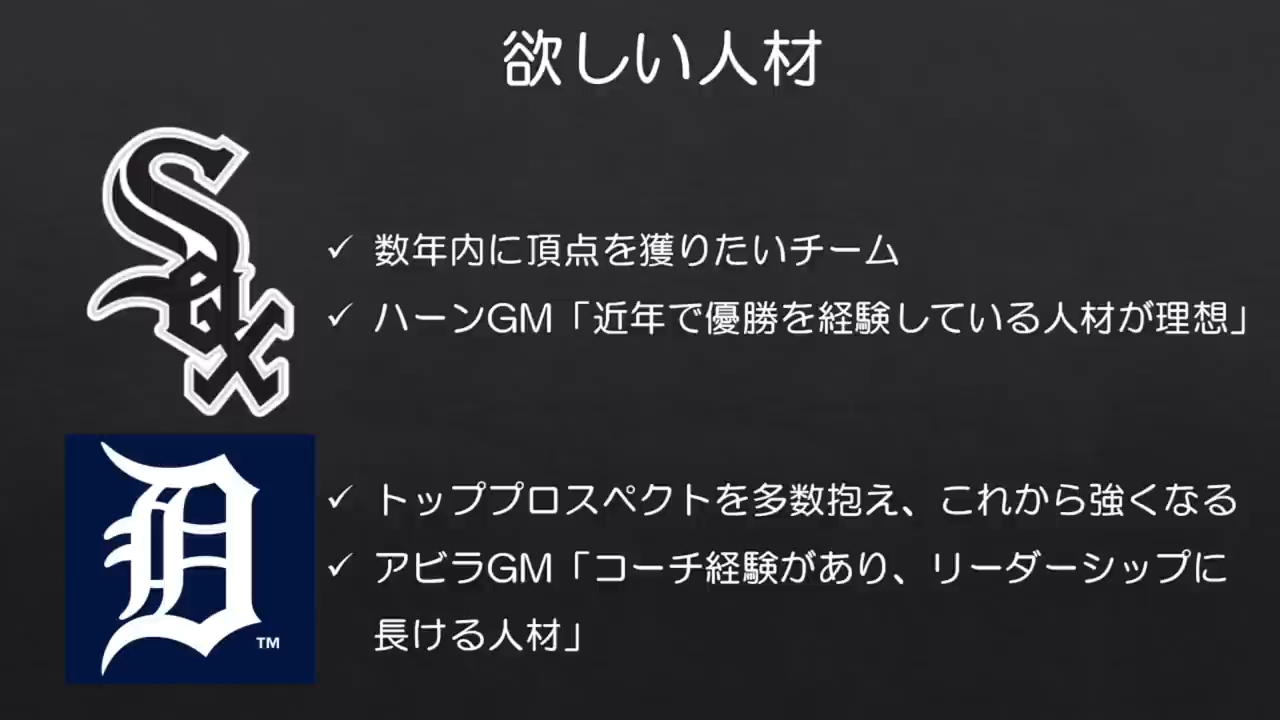 欲しい人材
Sox
✓ 数年内に頂点を獲りたいチーム
✓ ハーンGM「近年で優勝を経験している人材が理想」
D
TM
✓ トッププロスペクトを多数抱え、これから強くなる
✓ アビラGM「コーチ経験があり、リーダーシップに
長ける人材」